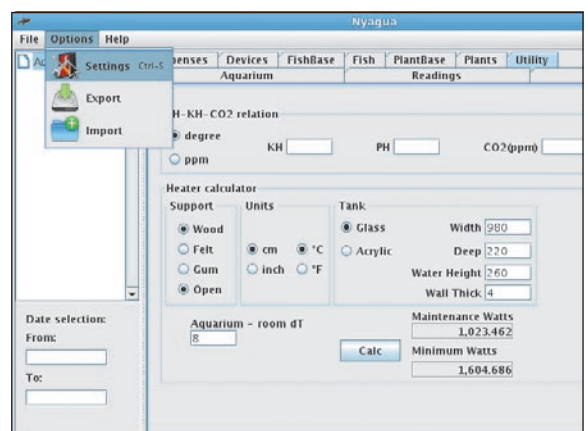 Nyagua
File Options Help
Settings Ctrl-S
Export
Import
enses Devices FishBase Fish PlantBase Plants Utility
Aquarium Readings
H-KH-CO2 relation
degree
ppm
KH PH CO2(ppm)
Heater calculator
Support Units Tank
Wood
Felt
Gum
Open
cm °C
inch °F
Glass
Acrylic
Width 980
Deep 220
Water Height 260
Wall Thick 4
Date selection:
From:
To:
Aquarium - room dT
8
Calc
Maintenance Watts
1,023.462
Minimum Watts
1,604.686